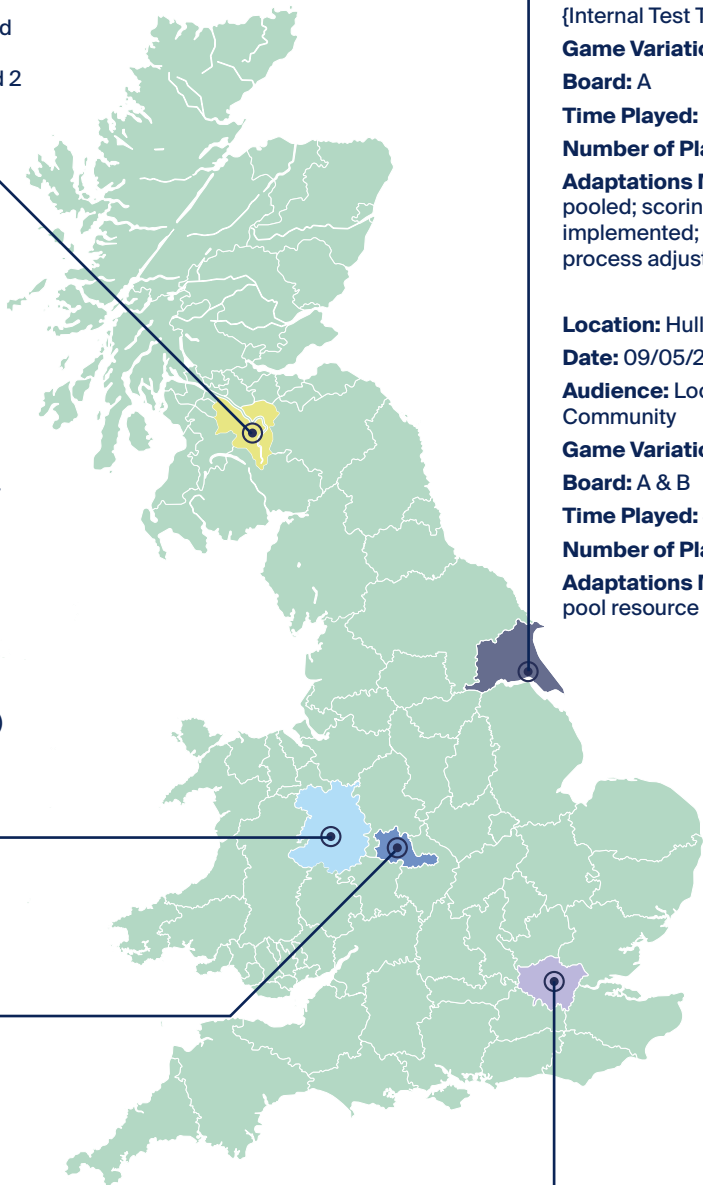 d
d 2
)
{Internal Test T
Game Variatio
Board: A
Time Played:
Number of Pla
Adaptations M
pooled; scorin
implemented;
process adjust
Location: Hull
Date: 09/05/2
Audience: Loc
Community
Game Variatio
Board: A & B
Time Played:
Number of Pla
Adaptations M
pool resource